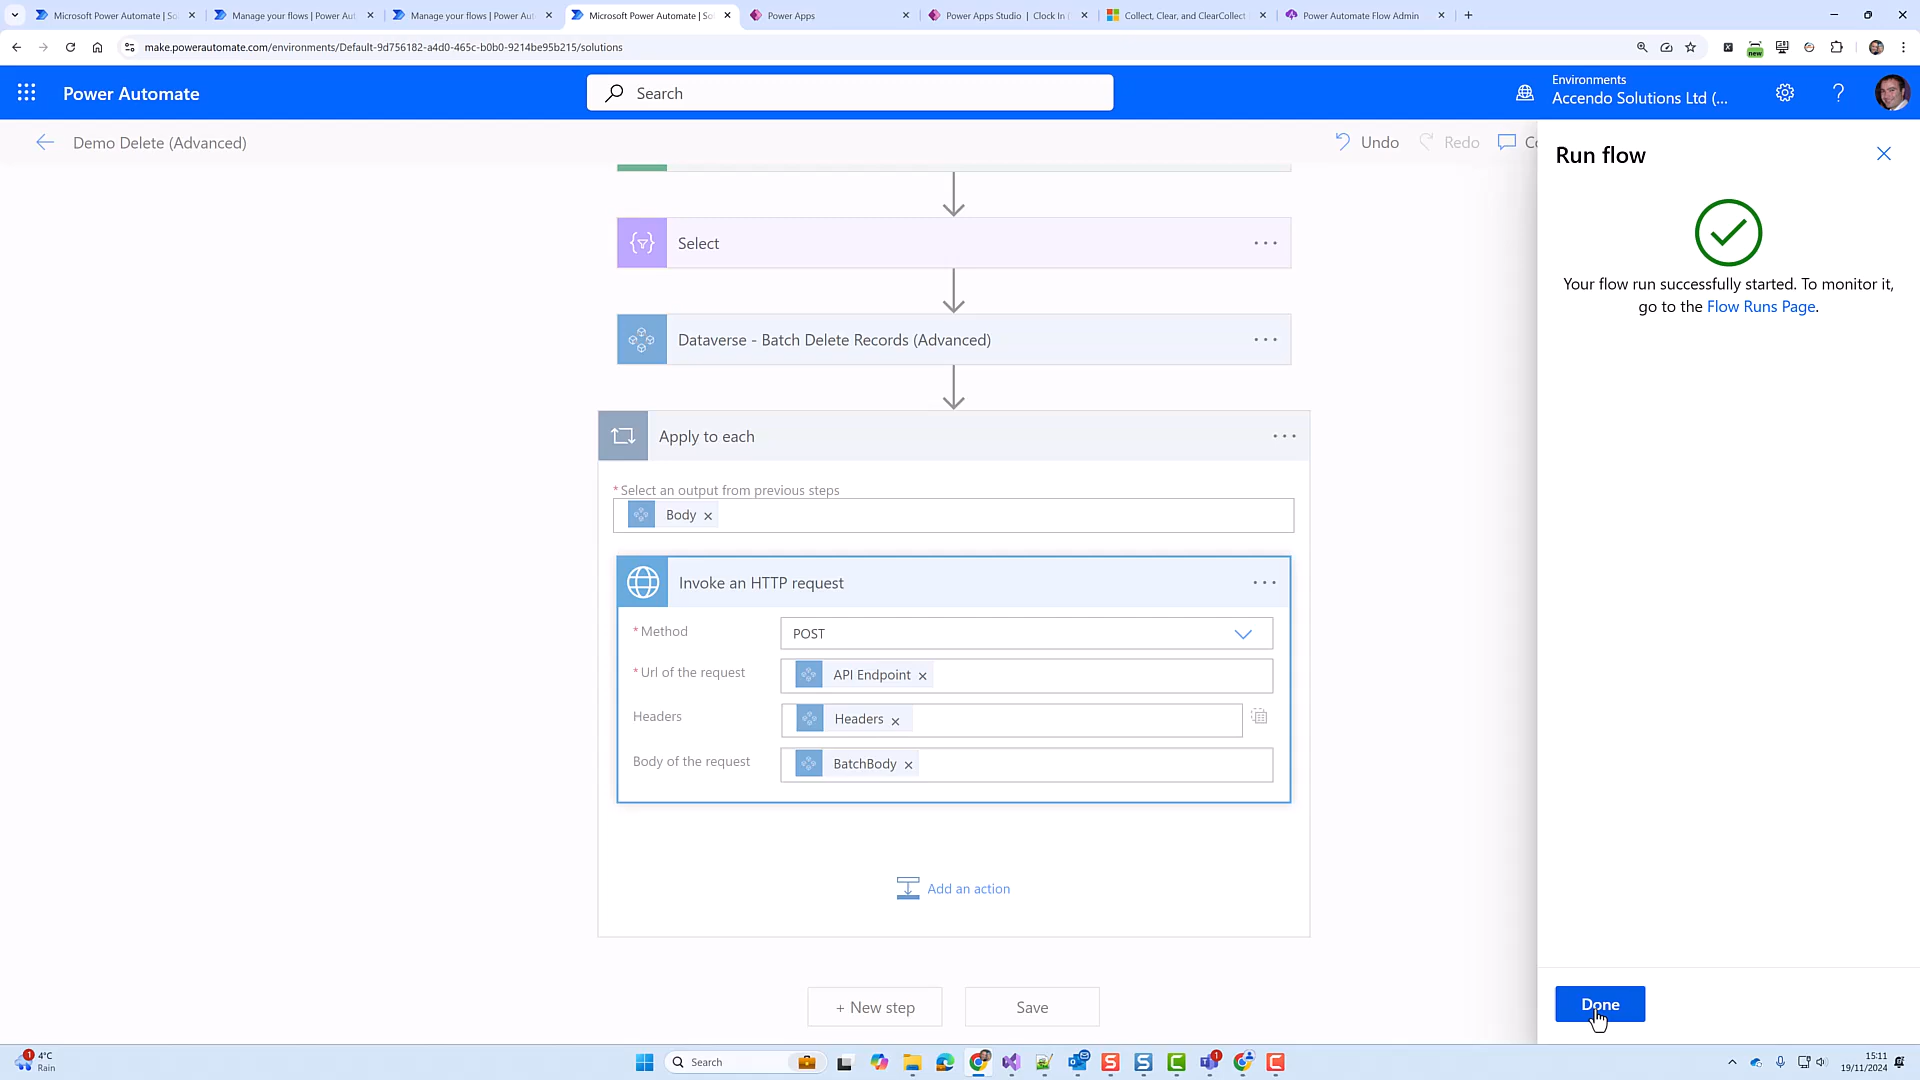 Microsoft Power Automate | So
Manage your flows | Power Aut
Manage your flows | Power Aut
Microsoft Power Automate | So
Power Apps
Power Apps Studio | Clock In (
Collect, Clear, and ClearCollect
Power Automate Flow Admin
make.powerautomate.com/environments/Default-9d756182-a4d0-465c-b0b0-9214be95b215/solutions
new
Power Automate
Search
Environments
Accendo Solutions Ltd (...
?
Demo Delete (Advanced)
Undo
Redo
Co
Run flow
Your flow run successfully started. To monitor it,
go to the Flow Runs Page.
Select
Dataverse - Batch Delete Records (Advanced)
Apply to each
* Select an output from previous steps
Body
Invoke an HTTP request
* Method
POST
* Url of the request
API Endpoint
Headers
Headers
Body of the request
BatchBody
Add an action
+ New step
Save
Done
1
4°C
Rain
Search
1
15:11
19/11/2024